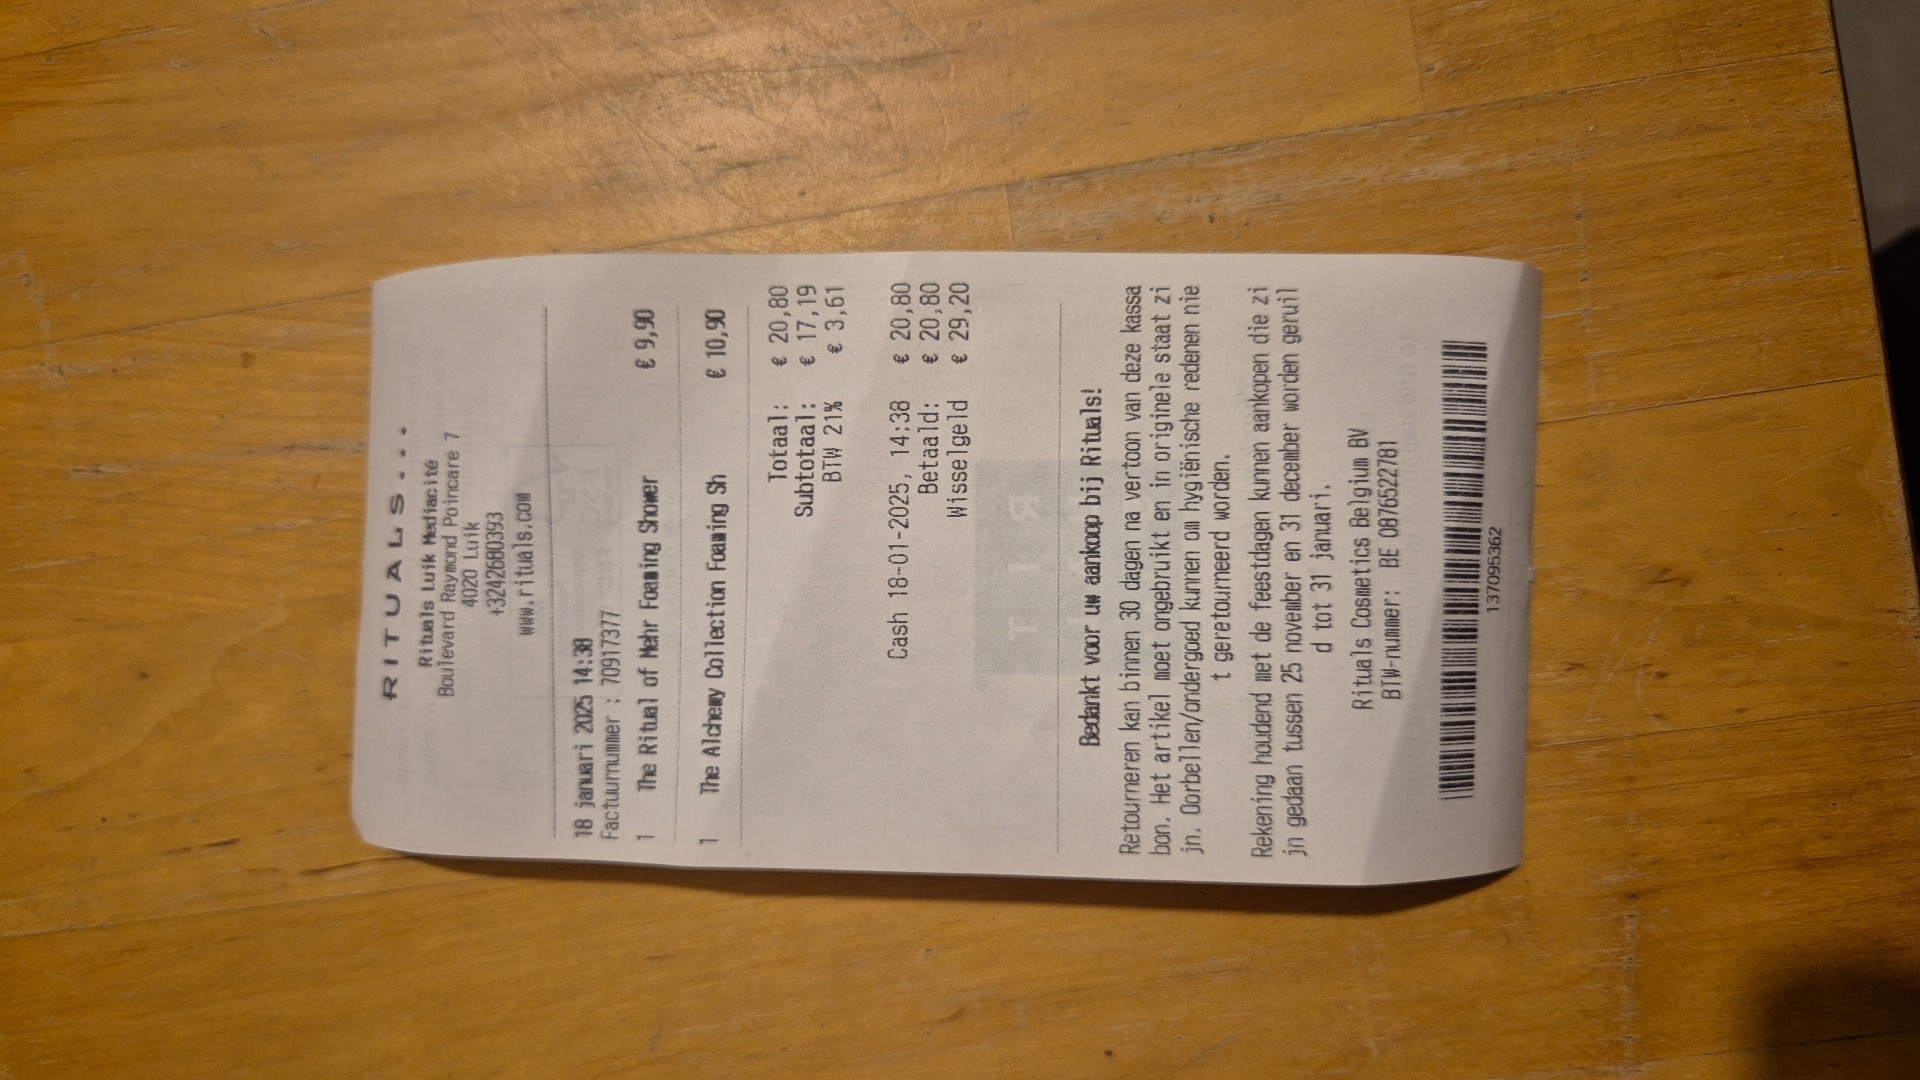 RITUALS...
Rituals Luik Mediacité
Boulevard Raymond Poincare 7
4020 Luik
+3242680393
www.rituals.com
18 januari 2025 14:38
Factuurnummer : 70917377
1 The Ritual of Mehr Foaming Shower € 9,90
1 The Alchemy Collection Foaming Sh € 10,90
Totaal: € 20,80
Subtotaal: € 17,19
BTW 21% € 3,61
Cash 18-01-2025, 14:38 € 20,80
Betaald: € 20,80
Wisselgeld € 29,20
Bedankt voor uw aankoop bij Rituals!
Retourneren kan binnen 30 dagen na vertoon van deze kassa
bon. Het artikel moet ongebruikt en in originele staat zi
jn. Oorbellen/ondergoed kunnen om hygiënische redenen nie
t geretourneerd worden.
Rekening houdend met de feestdagen kunnen aankopen die zi
jn gedaan tussen 25 november en 31 december worden geruil
d tot 31 januari.
Rituals Cosmetics Belgium BV
BTW-nummer: BE 0876522781
137095362